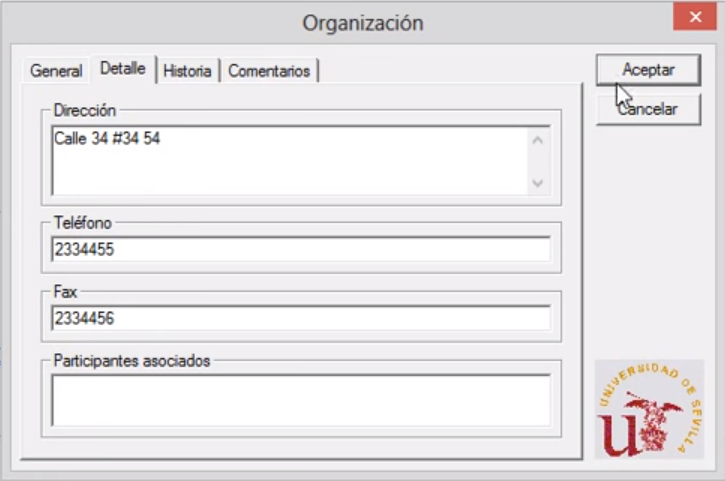 Organización
General Detalle Historia Comentarios
Aceptar
Cancelar
Dirección
Calle 34 #34 54
Teléfono
2334455
Fax
2334456
Participantes asociados
UNIVERSIDAD DE SEVILLA